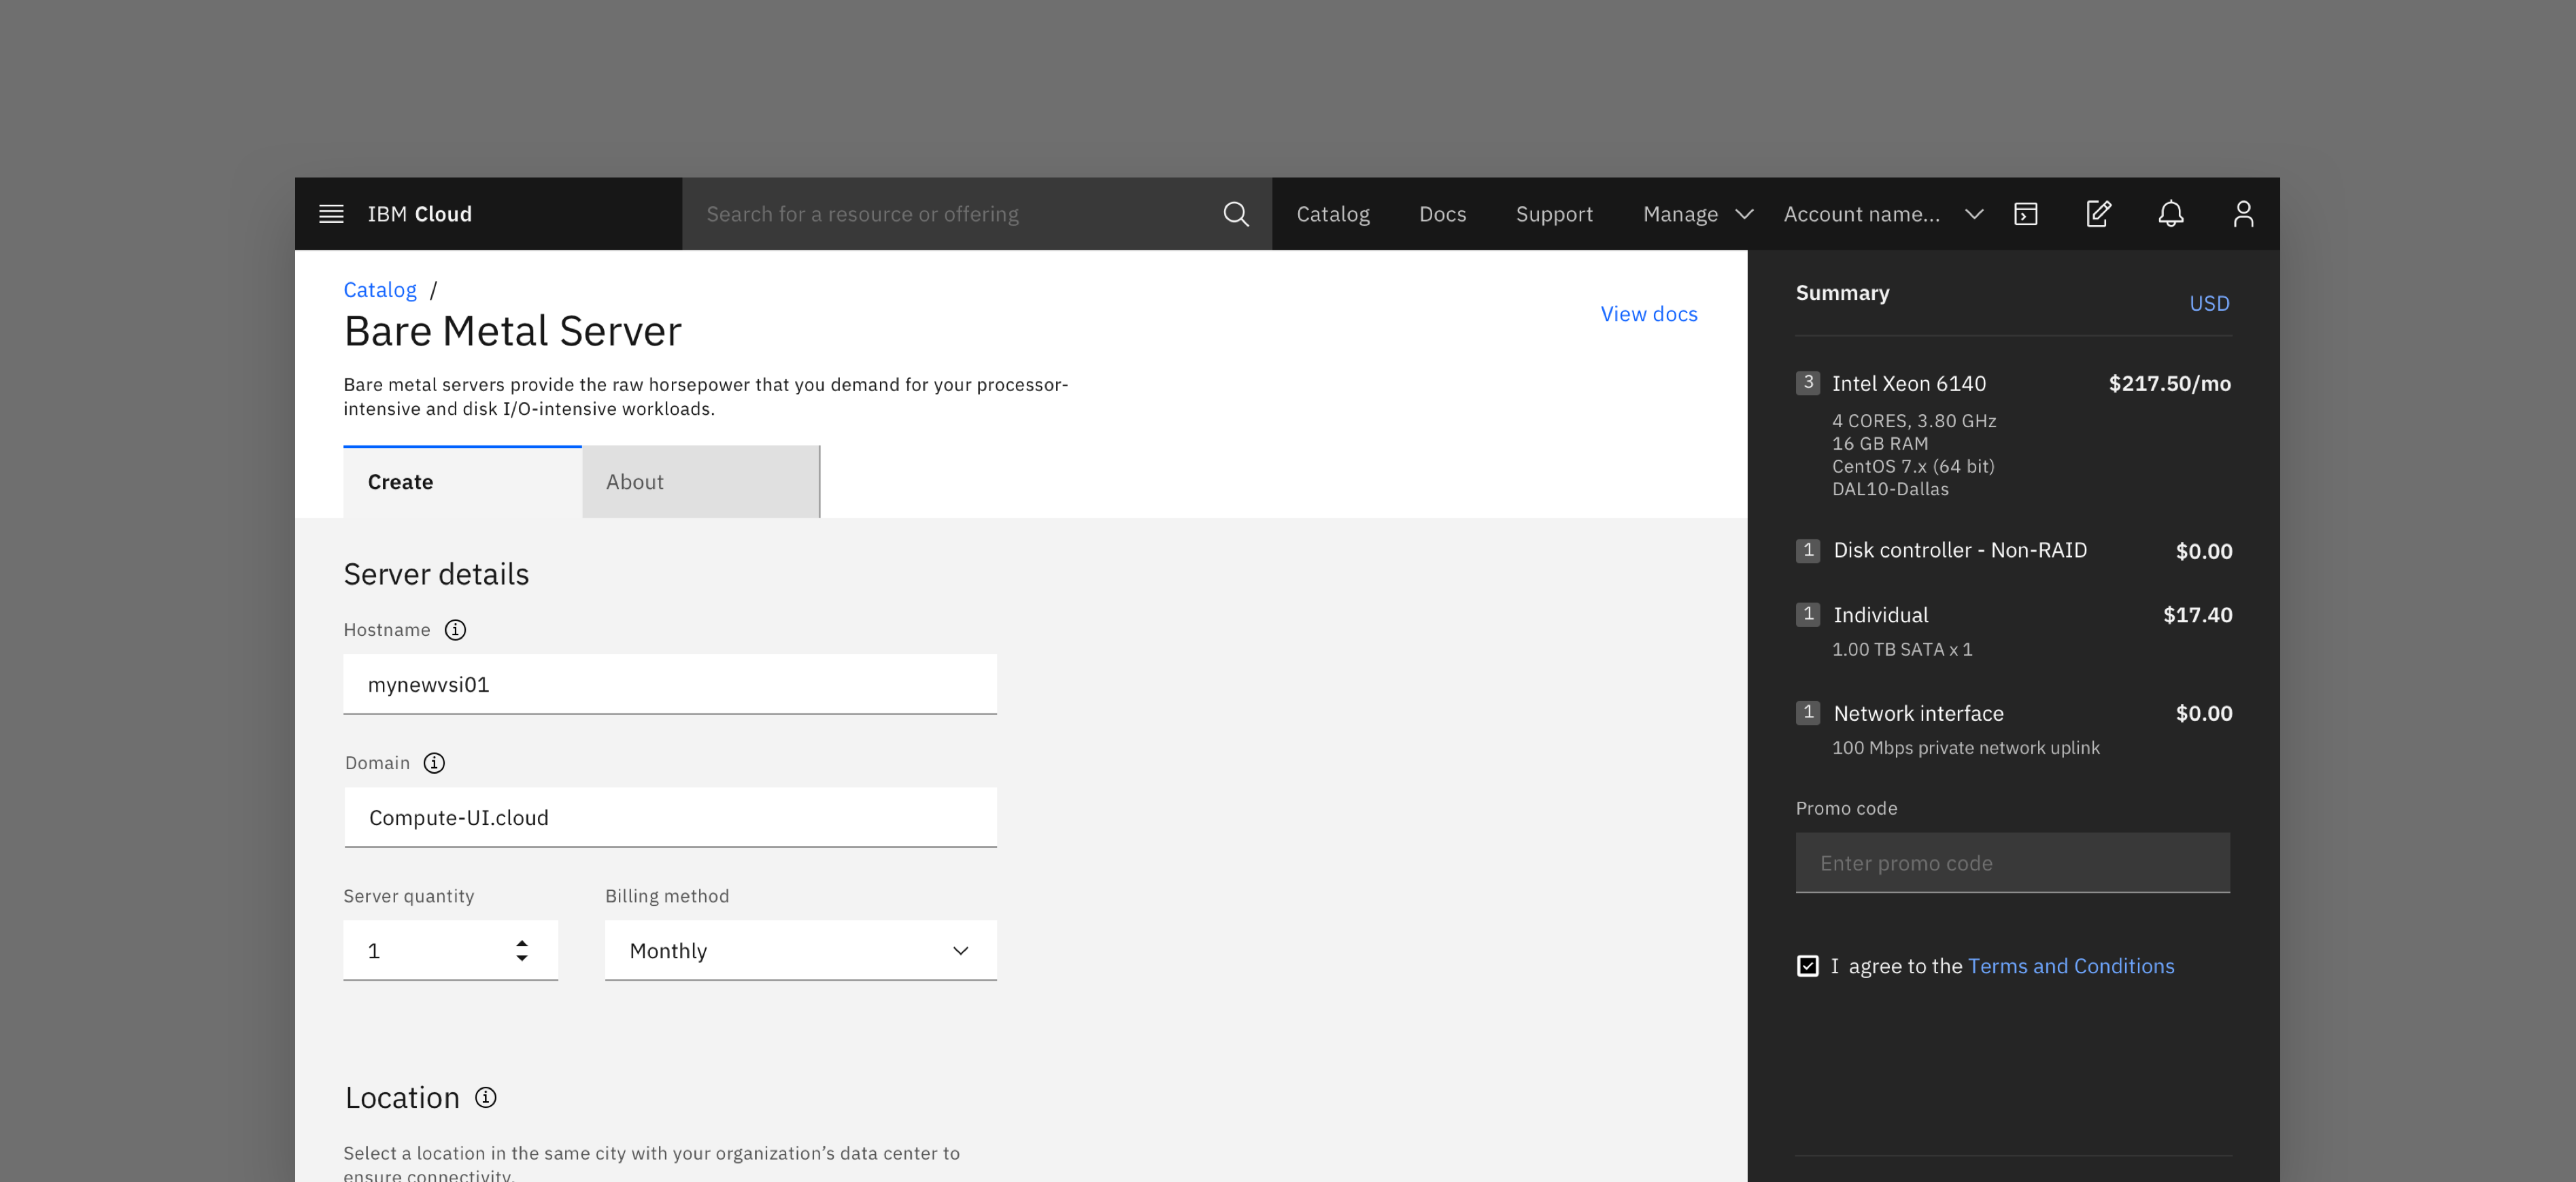 IBM Cloud
Search for a resource or offering
Catalog
Docs
Support
Manage
Account name...
Catalog /
Bare Metal Server
View docs
Bare metal servers provide the raw horsepower that you demand for your processor-
intensive and disk I/O-intensive workloads.
Create
About
Server details
Hostname
mynewvsi01
Domain
Compute-UI.cloud
Server quantity
Billing method
1
Monthly
Location
Select a location in the same city with your organization’s data center to
ensure connectivity.
Summary
USD
3 Intel Xeon 6140 $217.50/mo
4 CORES, 3.80 GHz
16 GB RAM
CentOS 7.x (64 bit)
DAL10-Dallas
1 Disk controller - Non-RAID $0.00
1 Individual $17.40
1.00 TB SATA x 1
1 Network interface $0.00
100 Mbps private network uplink
Promo code
Enter promo code
I agree to the Terms and Conditions